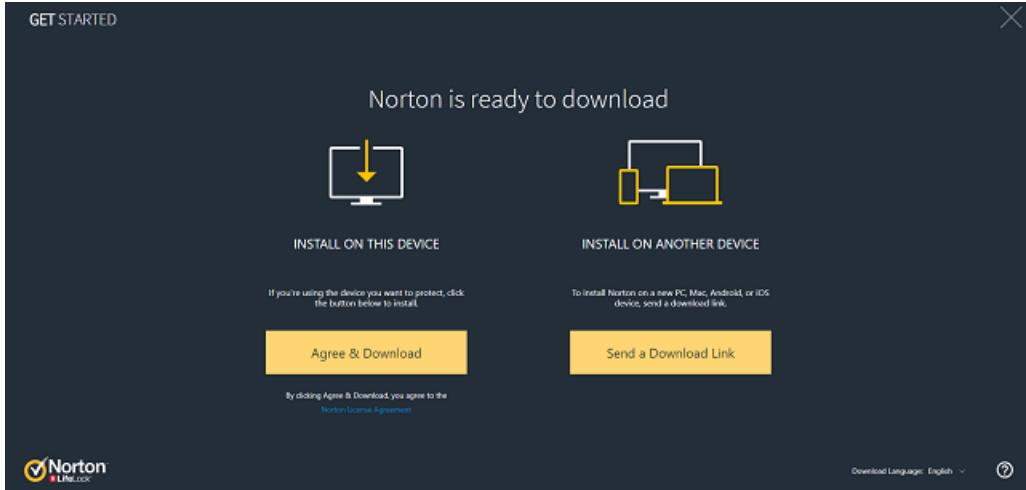 GET STARTED
Norton is ready to download
INSTALL ON THIS DEVICE
If you're using the device you want to protect, click
the button below to install.
Agree & Download
By clicking Agree & Download, you agree to the
Norton License Agreement
INSTALL ON ANOTHER DEVICE
To install Norton on a new PC, Mac, Android, or iOS
device, send a download link.
Send a Download Link
Norton
LifeLock
Download Language: English
?